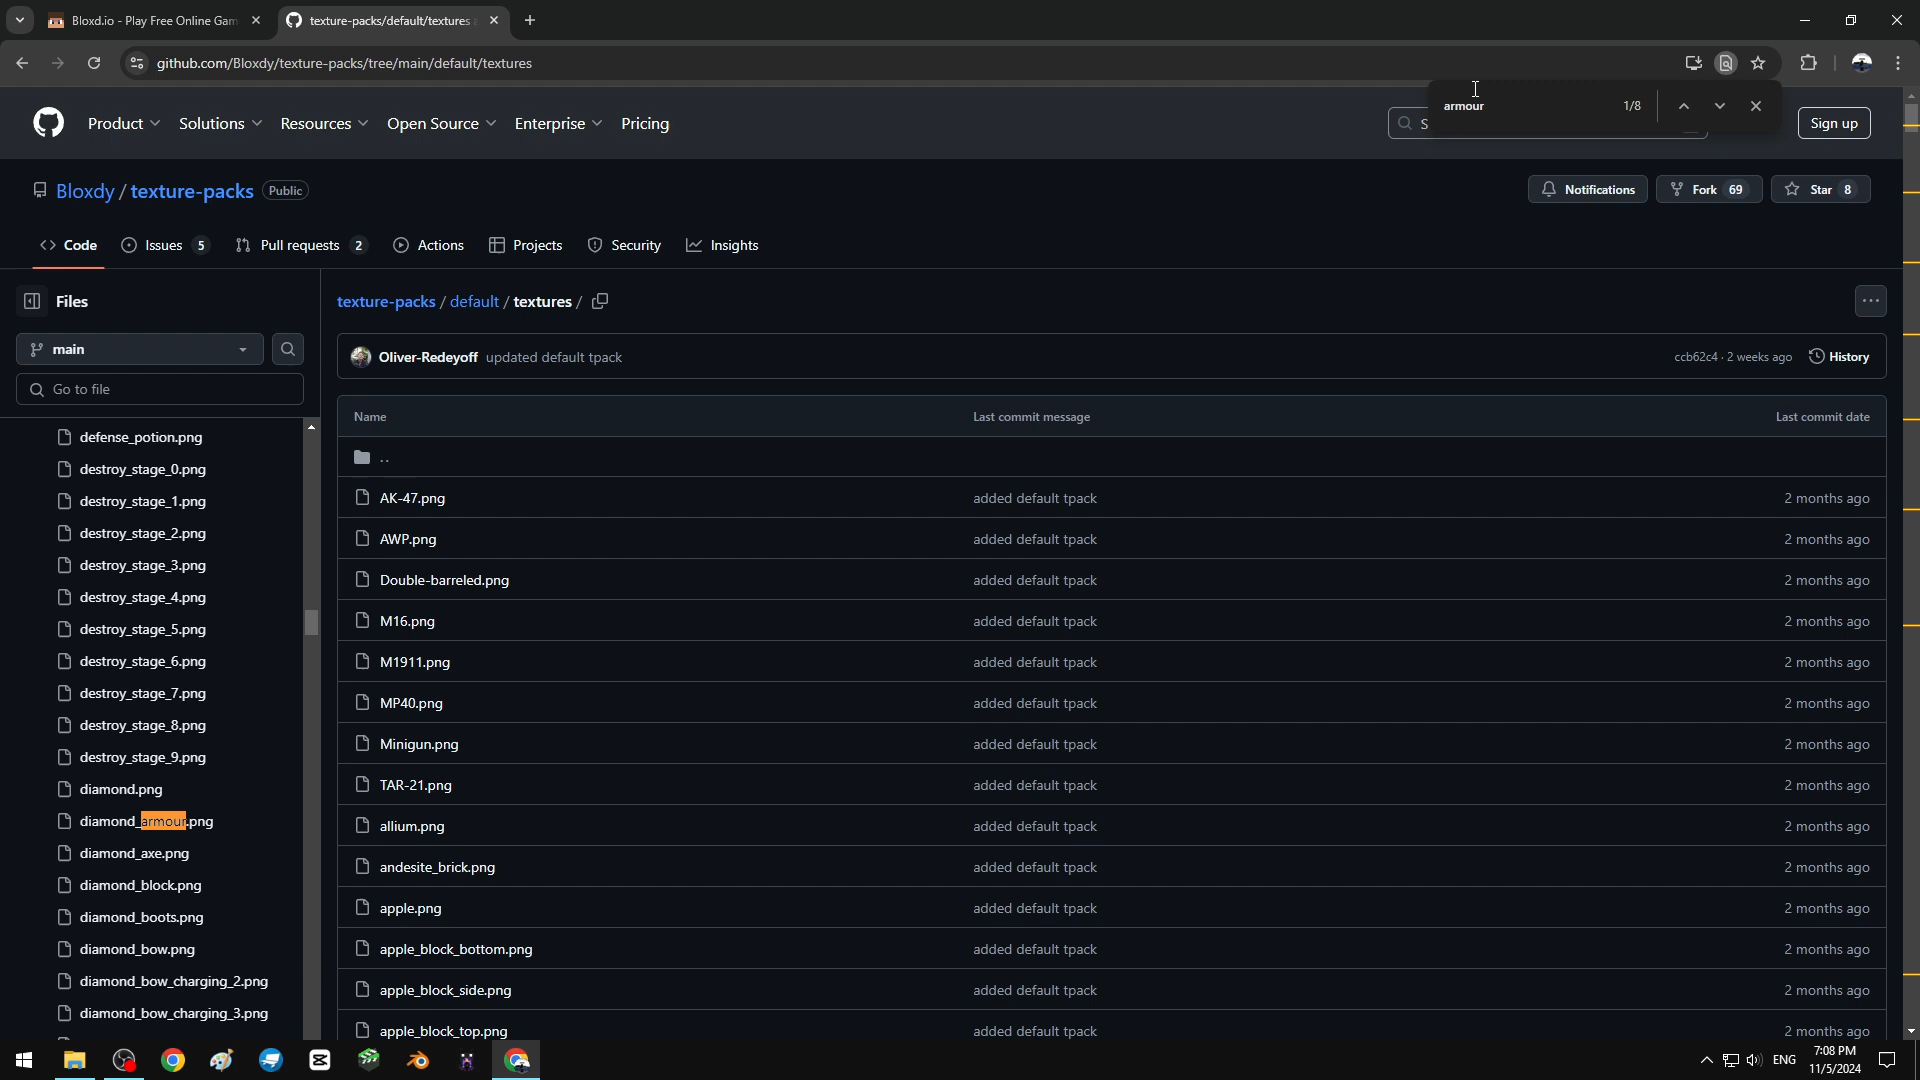 Bloxd.io - Play Free Online Gam
texture-packs/default/textures
github.com/Bloxdy/texture-packs/tree/main/default/textures
armour
1/8
Product
Solutions
Resources
Open Source
Enterprise
Pricing
S
Sign up
Bloxdy / texture-packs
Public
Notifications
Fork 69
Star 8
Code
Issues 5
Pull requests 2
Actions
Projects
Security
Insights
Files
main
Go to file
defense_potion.png
destroy_stage_0.png
destroy_stage_1.png
destroy_stage_2.png
destroy_stage_3.png
destroy_stage_4.png
destroy_stage_5.png
destroy_stage_6.png
destroy_stage_7.png
destroy_stage_8.png
destroy_stage_9.png
diamond.png
diamond_armour.png
diamond_axe.png
diamond_block.png
diamond_boots.png
diamond_bow.png
diamond_bow_charging_2.png
diamond_bow_charging_3.png
texture-packs / default / textures /
Oliver-Redeyoff updated default tpack
ccb62c4 · 2 weeks ago
History
Name Last commit message Last commit date
..
AK-47.png added default tpack 2 months ago
AWP.png added default tpack 2 months ago
Double-barreled.png added default tpack 2 months ago
M16.png added default tpack 2 months ago
M1911.png added default tpack 2 months ago
MP40.png added default tpack 2 months ago
Minigun.png added default tpack 2 months ago
TAR-21.png added default tpack 2 months ago
allium.png added default tpack 2 months ago
andesite_brick.png added default tpack 2 months ago
apple.png added default tpack 2 months ago
apple_block_bottom.png added default tpack 2 months ago
apple_block_side.png added default tpack 2 months ago
apple_block_top.png added default tpack 2 months ago
ENG
7:08 PM
11/5/2024